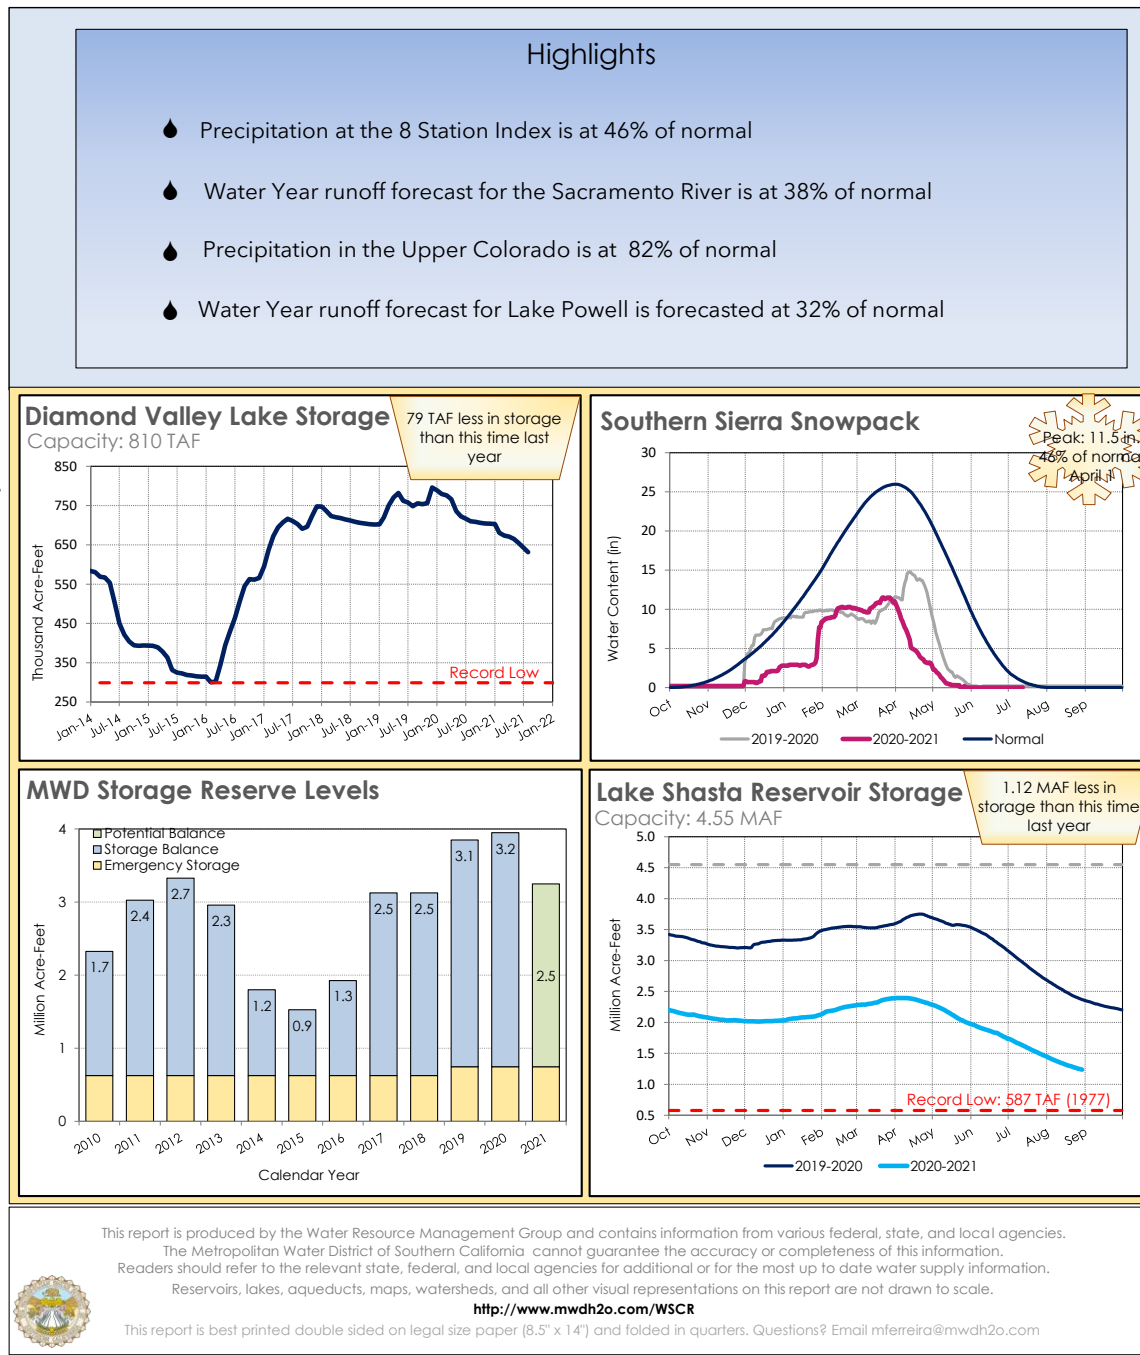 Highlights
Precipitation at the 8 Station Index is at 46% of normal
Water Year runoff forecast for the Sacramento River is at 38% of normal
Precipitation in the Upper Colorado is at 82% of normal
Water Year runoff forecast for Lake Powell is forecasted at 32% of normal
Diamond Valley Lake Storage
Capacity: 810 TAF
79 TAF less in storage
than this time last
year
850
750
650
550
450
350
250
Thousand Acre-Feet
Record Low
Jan-14
Jul-14
Jan-15
Jul-15
Jan-16
Jul-16
Jan-17
Jul-17
Jan-18
Jul-18
Jan-19
Jul-19
Jan-20
Jul-20
Jan-21
Jul-21
Jan-22
Southern Sierra Snowpack
Peak: 11.5 in.
46% of normal
April 1
30
25
20
15
10
5
0
Water Content (in)
Oct
Nov
Dec
Jan
Feb
Mar
Apr
May
Jun
Jul
Aug
Sep
2019-2020
2020-2021
Normal
MWD Storage Reserve Levels
Potential Balance
Storage Balance
Emergency Storage
4
3
2
1
0
Million Acre-Feet
1.7
2.4
2.7
2.3
1.2
0.9
1.3
2.5
2.5
3.1
3.2
2.5
2010
2011
2012
2013
2014
2015
2016
2017
2018
2019
2020
2021
Calendar Year
Lake Shasta Reservoir Storage
Capacity: 4.55 MAF
1.12 MAF less in
storage than this time
last year
5.0
4.5
4.0
3.5
3.0
2.5
2.0
1.5
1.0
0.5
Million Acre-Feet
Record Low: 587 TAF (1977)
Oct
Nov
Dec
Jan
Feb
Mar
Apr
May
Jun
Jul
Aug
Sep
2019-2020
2020-2021
This report is produced by the Water Resource Management Group and contains information from various federal, state, and local agencies.
The Metropolitan Water District of Southern California cannot guarantee the accuracy or completeness of this information.
Readers should refer to the relevant state, federal, and local agencies for additional or for the most up to date water supply information.
Reservoirs, lakes, aqueducts, maps, watersheds, and all other visual representations on this report are not drawn to scale.
http://www.mwdh2o.com/WSCR
This report is best printed double sided on legal size paper (8.5" x 14") and folded in quarters. Questions? Email mferreira@mwdh2o.com